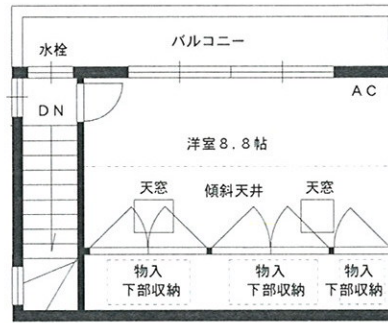 バルコニー
水栓
DN
AC
洋室8.8帖
天窓
傾斜天井
天窓
物入
下部収納
物入
下部収納
物入
下部収納